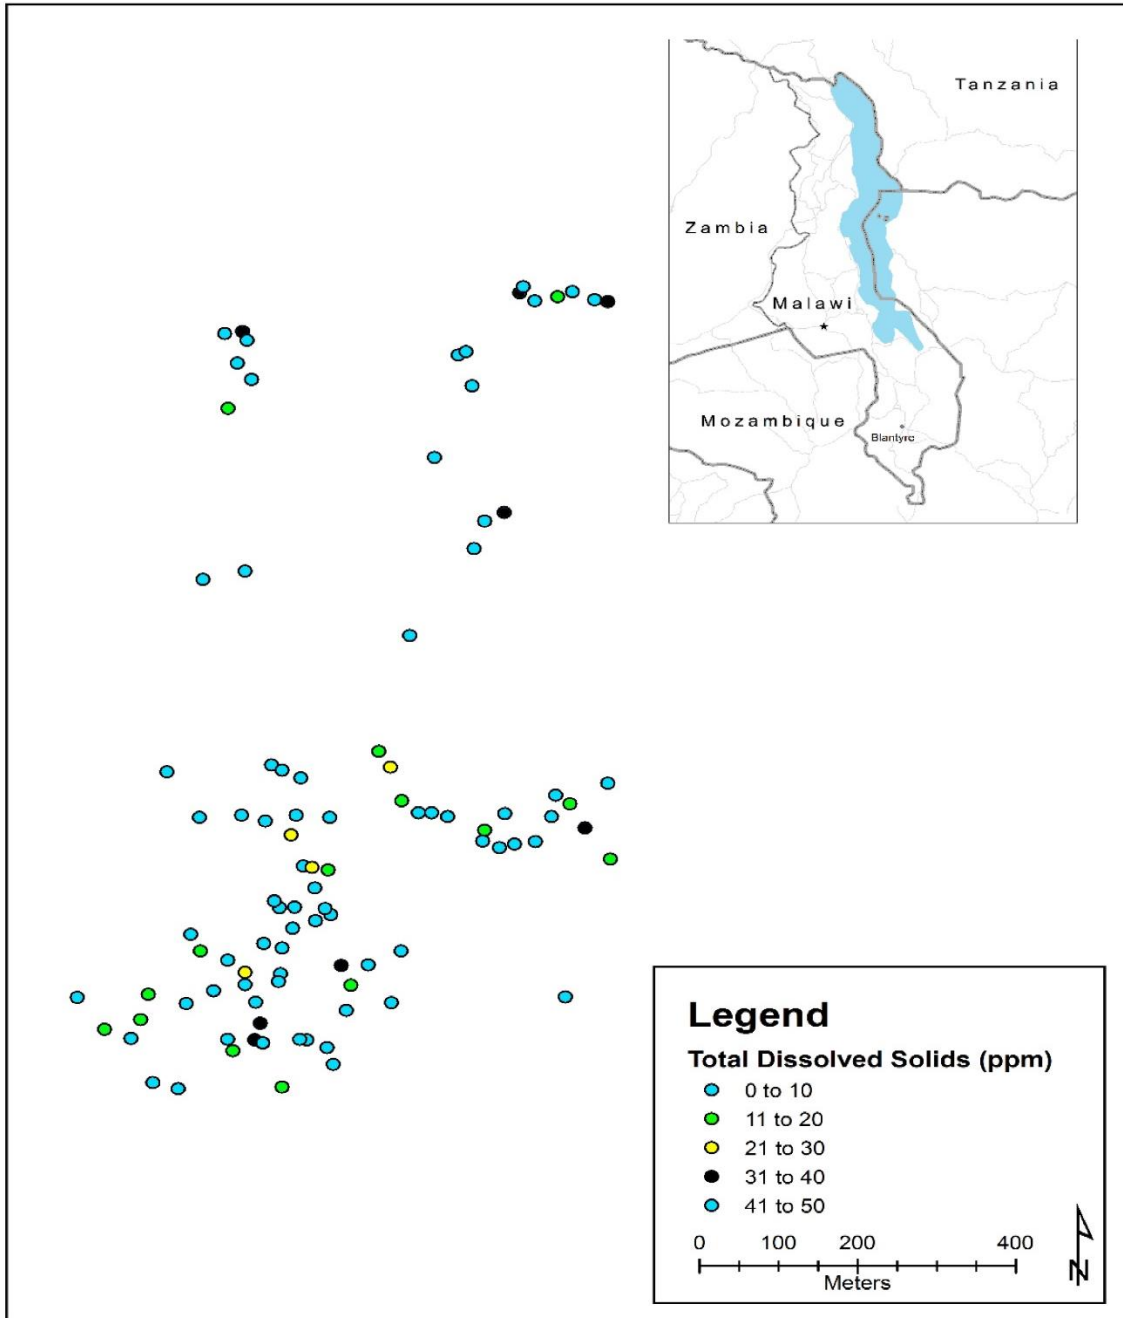 Tanzania
Zambia
Malawi
Mozambique
Blantyre
Legend
Total Dissolved Solids (ppm)
0 to 10
11 to 20
21 to 30
31 to 40
41 to 50
0 100 200 400
Meters
N